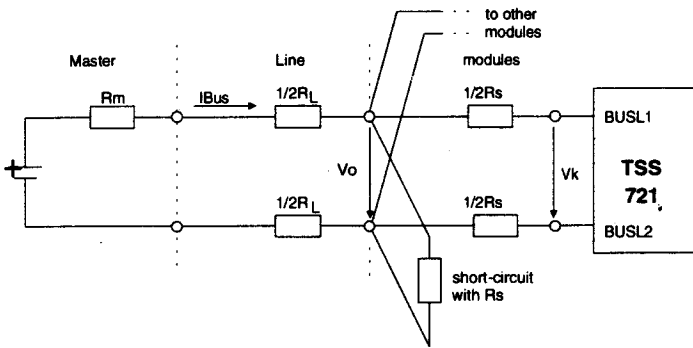 to other
modules
Master
Line
modules
Rm
IBus
1/2RL
1/2Rs
BUSL1
+
Vo
Vk
TSS
721
1/2RL
1/2Rs
BUSL2
short-circuit
with Rs